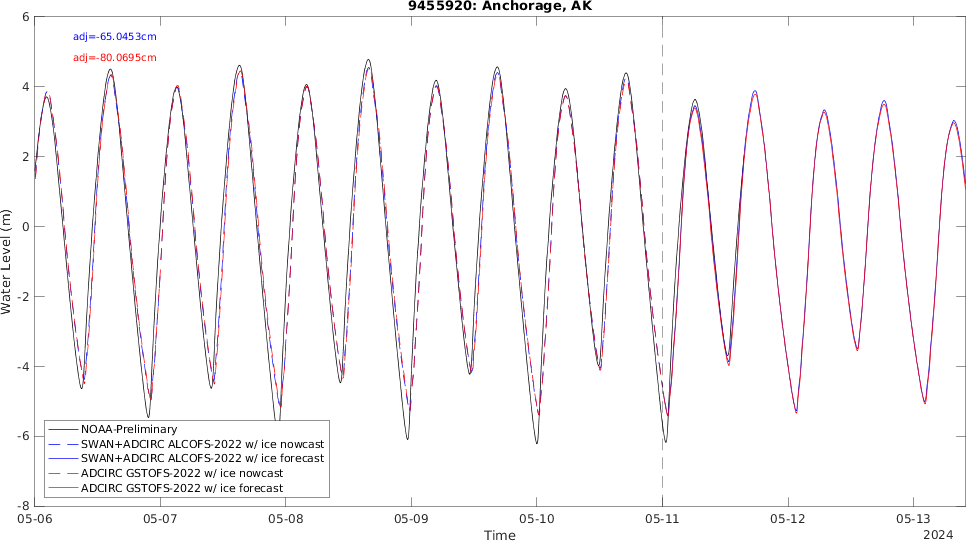 9455920: Anchorage, AK
adj=-65.0453cm
adj=-80.0695cm
6
4
2
0
-2
-4
-6
-8
Water Level (m)
NOAA-Preliminary
SWAN+ADCIRC ALCOFS-2022 w/ ice nowcast
SWAN+ADCIRC ALCOFS-2022 w/ ice forecast
ADCIRC GSTOFS-2022 w/ ice nowcast
ADCIRC GSTOFS-2022 w/ ice forecast
05-06 05-07 05-08 05-09 05-10 05-11 05-12 05-13
Time
2024